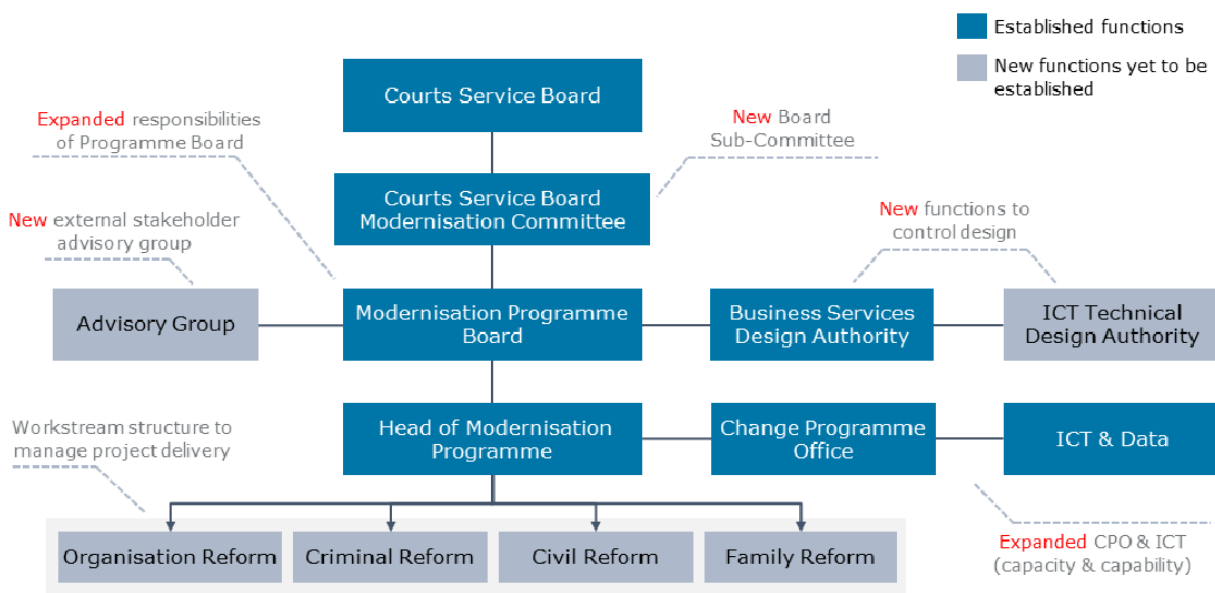 Established functions
New functions yet to be
established
Courts Service Board
Expanded responsibilities
of Programme Board
New Board
Sub-Committee
Courts Service Board
Modernisation Committee
New external stakeholder
advisory group
New functions to
control design
Advisory Group
Modernisation Programme
Board
Business Services
Design Authority
ICT Technical
Design Authority
Workstream structure to
manage project delivery
Head of Modernisation
Programme
Change Programme
Office
ICT & Data
Organisation Reform
Criminal Reform
Civil Reform
Family Reform
Expanded CPO & ICT
(capacity & capability)